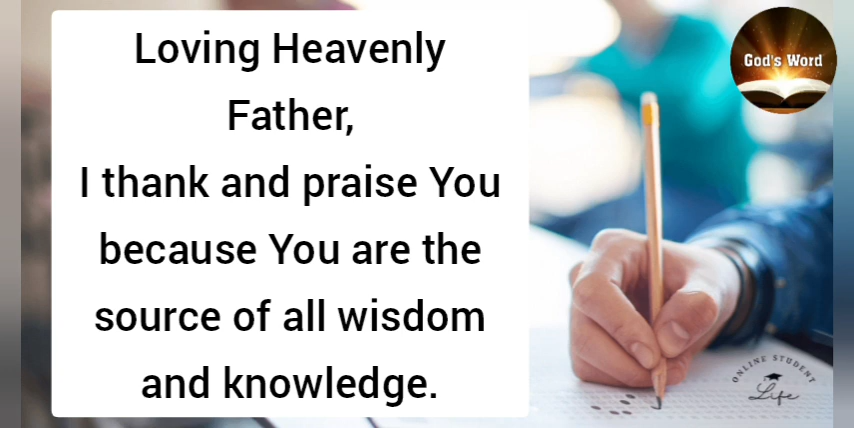 Loving Heavenly
Father,
I thank and praise You
because You are the
source of all wisdom
and knowledge.
God's Word
ONLINE STUDENT
Life